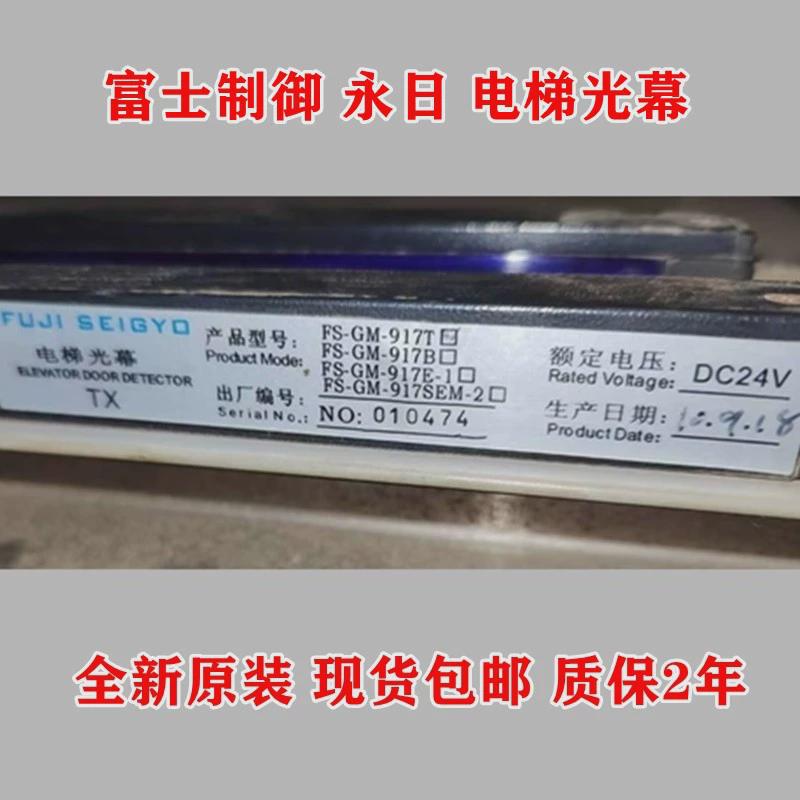 富士制御 永日 电梯光幕
FUJI SEIGYO
电梯光幕
ELEVATOR DOOR DETECTOR
TX
产品型号:
Product Mode:
FS-GM-917T
FS-GM-917B
FS-GM-917E-1
FS-GM-917SEM-2
出厂编号:
Serial No.:
NO: 010474
额定电压:
Rated Voltage:
DC24V
生产日期:
Product Date:
10.9.18
全新原装 现货包邮 质保2年